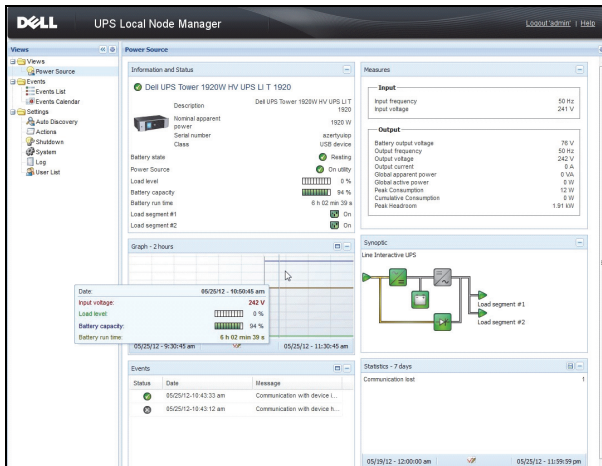 DELL
UPS Local Node Manager
Logout 'admin' | Help
Views
Views
Power Source
Events
Events List
Events Calendar
Settings
Auto Discovery
Actions
Shutdown
System
Log
User List
Power Source
Information and Status
Dell UPS Tower 1920W HV UPS LI T 1920
Description
Dell UPS Tower 1920W HV UPS LI T
1920
Nominal apparent
power
1920 W
Serial number
azertyuiop
Class
USB device
Battery state
Resting
Power Source
On utility
Load level
0 %
Battery capacity
94 %
Battery run time
6 h 02 min 39 s
Load segment #1
On
Load segment #2
On
Measures
Input
Input frequency
50 Hz
Input voltage
241 V
Output
Battery output voltage
76 V
Output frequency
50 Hz
Output voltage
242 V
Output current
0 A
Global apparent power
0 VA
Global active power
0 W
Peak Consumption
12 W
Cumulative Consumption
0 W
Peak Headroom
1.91 kW
Graph - 2 hours
Date:
05/25/12 - 10:50:45 am
Input voltage:
242 V
Load level:
0 %
Battery capacity:
94 %
Battery run time:
6 h 02 min 39 s
05/25/12 - 9:30:45 am
05/25/12 - 11:30:45 am
Synoptic
Line Interactive UPS
Load segment #1
Load segment #2
Events
Status
Date
Message
05/25/12-10:43:33 am
Communication with device i...
05/25/12-10:43:12 am
Communication with device h...
Statistics - 7 days
Communication lost
1
05/19/12 - 12:00:00 am
05/25/12 - 11:59:59 pm